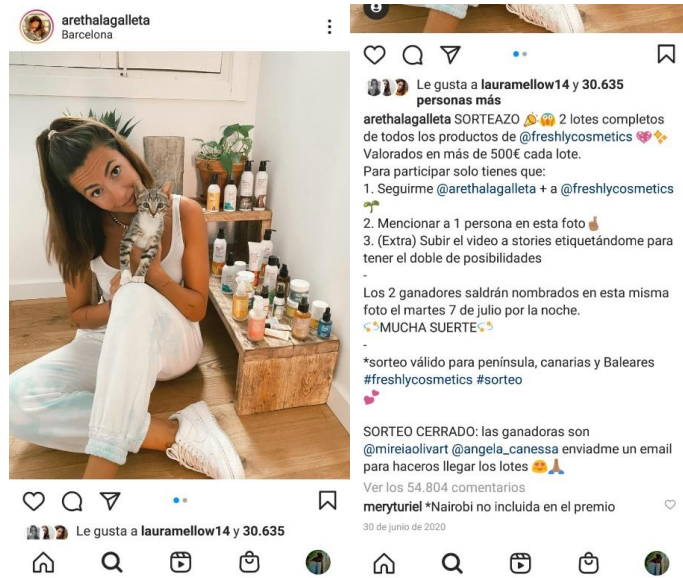 arethalagalleta
Barcelona
Le gusta a lauramellow14 y 30.635
Le gusta a lauramellow14 y 30.635
personas más
arethalagalleta SORTEAZO 🎉😱 2 lotes completos
de todos los productos de @freshlycosmetics 💖✨
Valorados en más de 500€ cada lote.
Para participar solo tienes que:
1. Seguirme @arethalagalleta + a @freshlycosmetics
🌱
2. Mencionar a 1 persona en esta foto☝🏽
3. (Extra) Subir el video a stories etiquetándome para
tener el doble de posibilidades
-
Los 2 ganadores saldrán nombrados en esta misma
foto el martes 7 de julio por la noche.
💫MUCHA SUERTE💫
-
*sorteo válido para península, canarias y Baleares
#freshlycosmetics #sorteo
💕
SORTEO CERRADO: las ganadoras son
@mireiaolivart @angela_canessa enviadme un email
para haceros llegar los lotes 😍🙏🏽
Ver los 54.804 comentarios
meryturiel *Nairobi no incluida en el premio
30 de junio de 2020